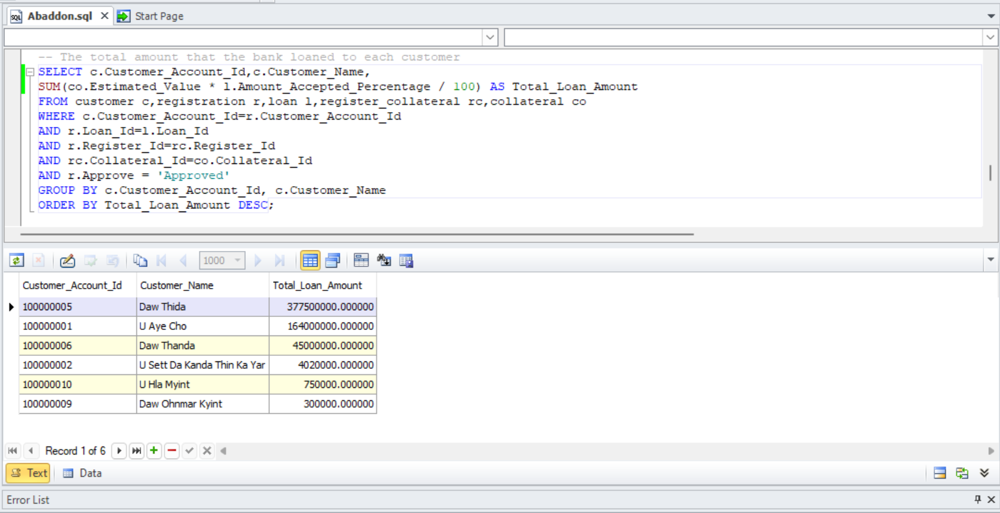 Abaddon.sql Start Page
-- The total amount that the bank loaned to each customer
SELECT c.Customer_Account_Id,c.Customer_Name,
SUM(co.Estimated_Value * l.Amount_Accepted_Percentage / 100) AS Total_Loan_Amount
FROM customer c,registration r,loan l,register_collateral rc,collateral co
WHERE c.Customer_Account_Id=r.Customer_Account_Id
AND r.Loan_Id=l.Loan_Id
AND r.Register_Id=rc.Register_Id
AND rc.Collateral_Id=co.Collateral_Id
AND r.Approve = 'Approved'
GROUP BY c.Customer_Account_Id, c.Customer_Name
ORDER BY Total_Loan_Amount DESC;
1000
Customer_Account_Id Customer_Name Total_Loan_Amount
100000005 Daw Thida 377500000.000000
100000001 U Aye Cho 164000000.000000
100000006 Daw Thanda 45000000.000000
100000002 U Sett Da Kanda Thin Ka Yar 4020000.000000
100000010 U Hla Myint 750000.000000
100000009 Daw Ohnmar Kyint 300000.000000
Record 1 of 6
Text Data
Error List